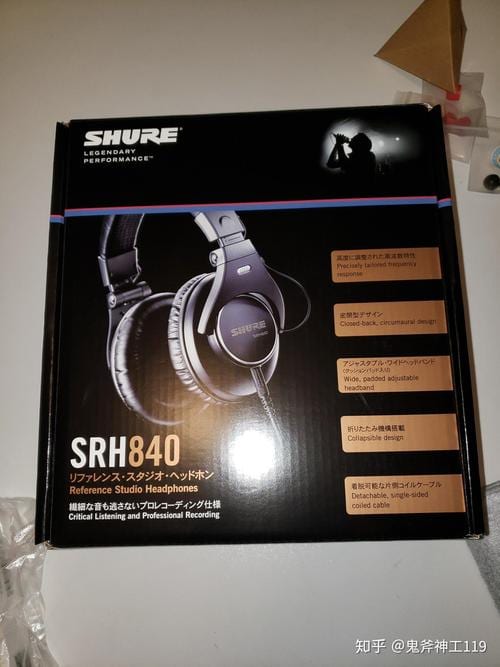 SHURE®
LEGENDARY
PERFORMANCE™
高度に調整された周波数特性
Precisely tailored frequency
response
密閉型デザイン
Closed-back, circumaural design
アジャスタブル・ワイドヘッドバンド
(クッションパッド入り)
Wide, padded adjustable
headband
折りたたみ機構搭載
Collapsible design
着脱可能な片側コイルケーブル
Detachable, single-sided
coiled cable
SHURE
SRH840
SRH840
リファレンス・スタジオ・ヘッドホン
Reference Studio Headphones
繊細な音も逃さないプロレコーディング仕様
Critical Listening and Professional Recording
知乎 @鬼斧神工119